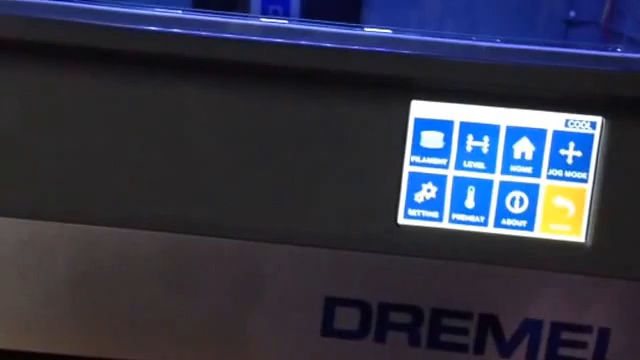 COOL
FILAMENT LEVEL HOME JOG MODE
SETTING PREHEAT ABOUT
DREMEL